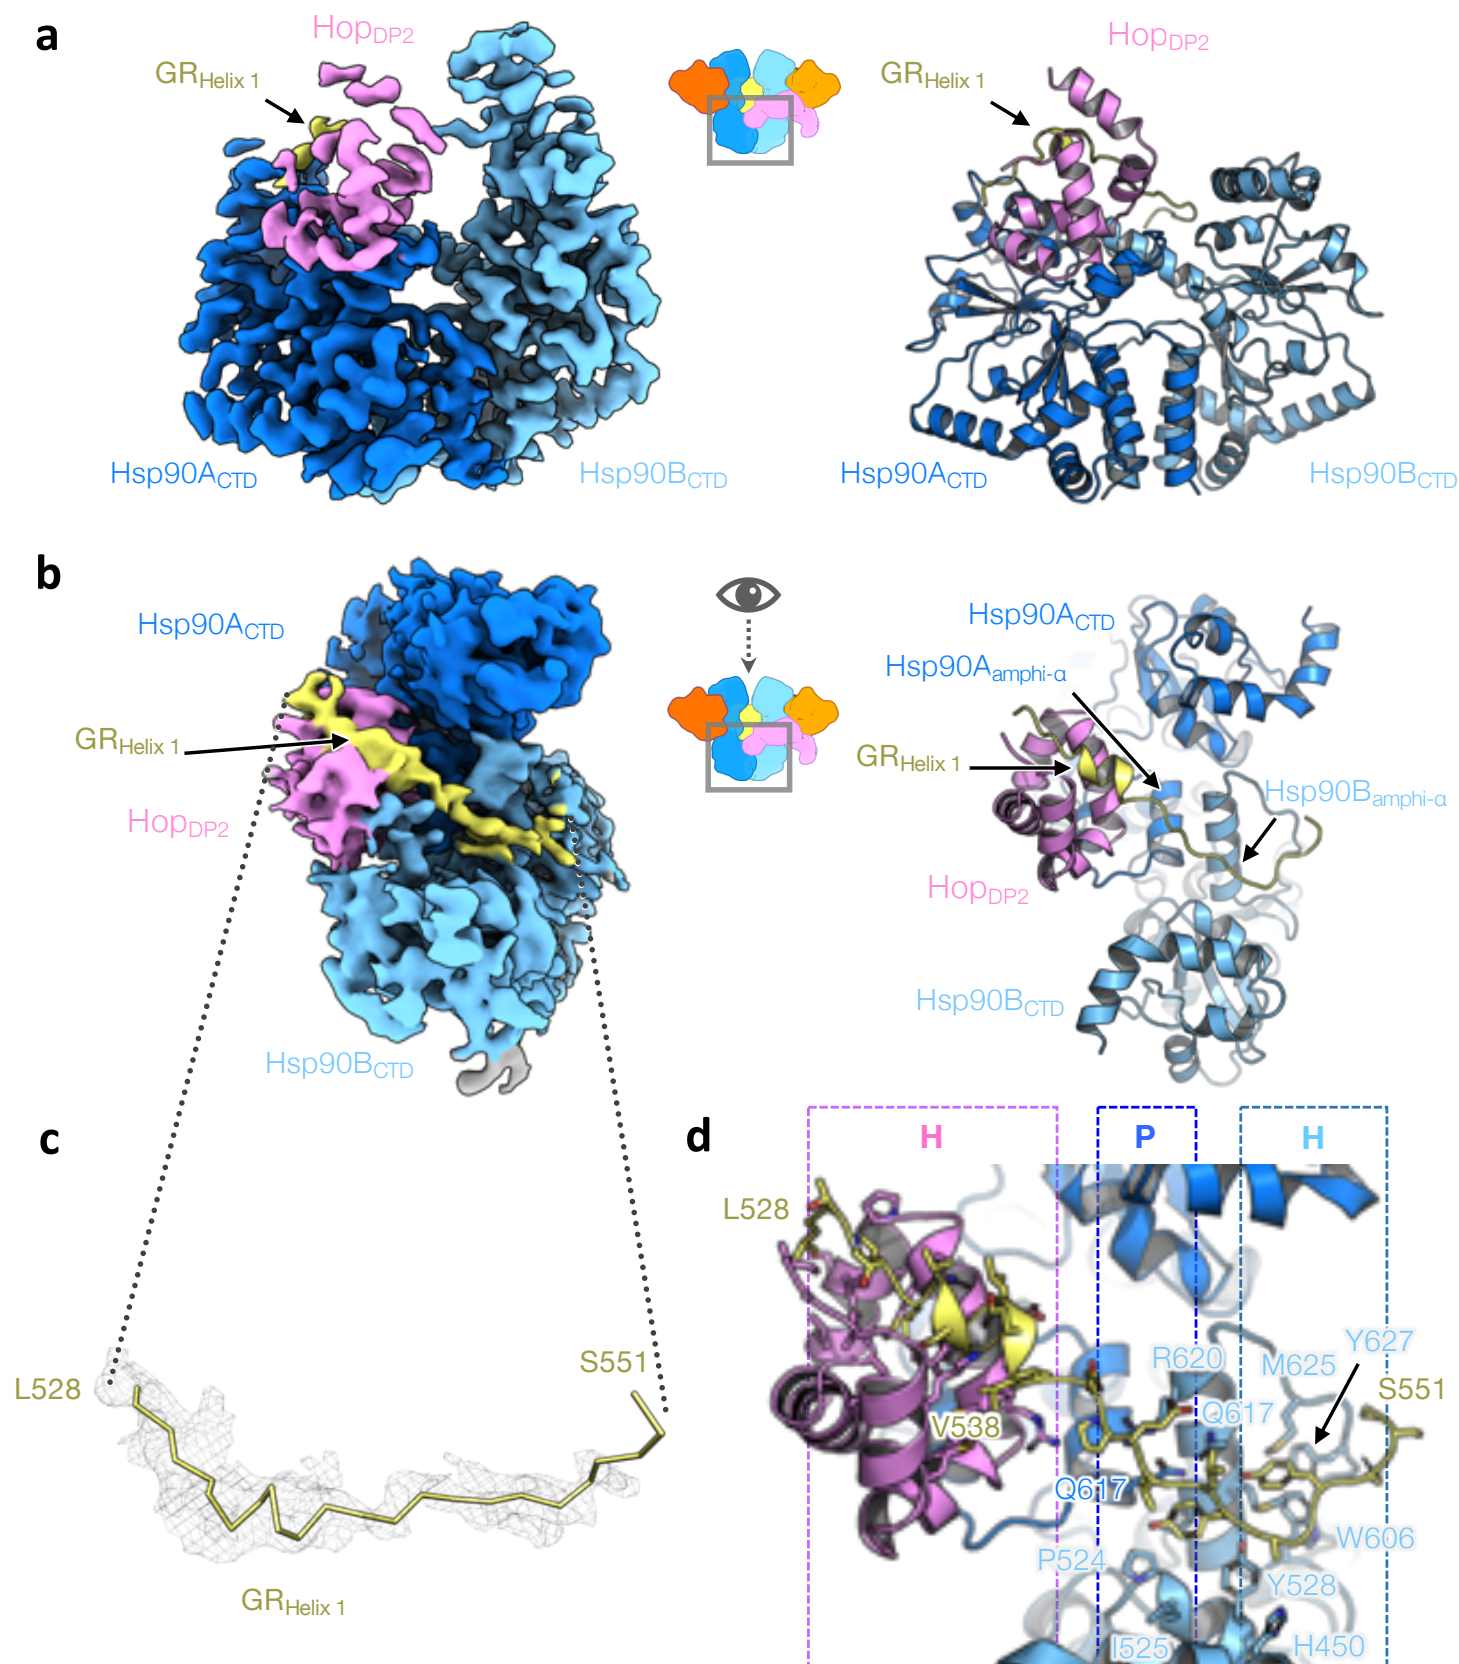 a
HopDP2
GRHelix 1
Hsp90ACTD
Hsp90BCTD
HopDP2
GRHelix 1
Hsp90ACTD
Hsp90BCTD
b
Hsp90ACTD
GRHelix 1
HopDP2
Hsp90BCTD
Hsp90ACTD
Hsp90Aamphi-α
GRHelix 1
Hsp90Bamphi-α
HopDP2
Hsp90BCTD
c
L528
S551
GRHelix 1
d
H
P
H
L528
V538
R620
Y627
M625
S551
Q617
Q617
W606
P524
Y528
I525
H450